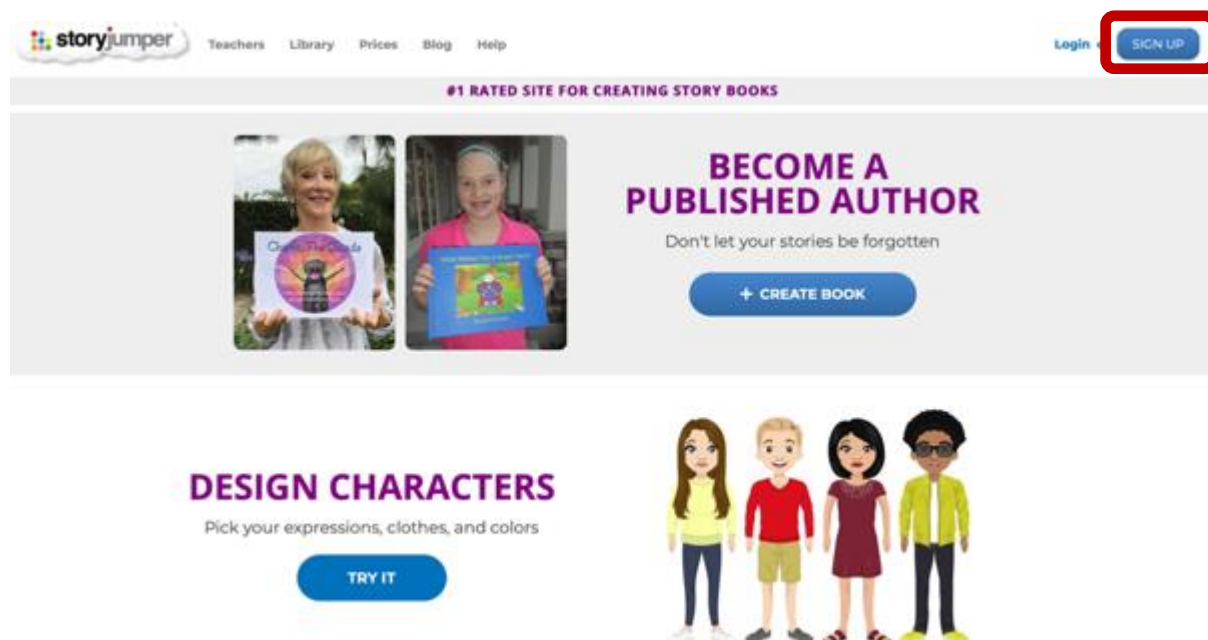 storyjumper
Teachers Library Prices Blog Help
Login
SIGN UP
#1 RATED SITE FOR CREATING STORY BOOKS
BECOME A
PUBLISHED AUTHOR
Don't let your stories be forgotten
+ CREATE BOOK
DESIGN CHARACTERS
Pick your expressions, clothes, and colors
TRY IT